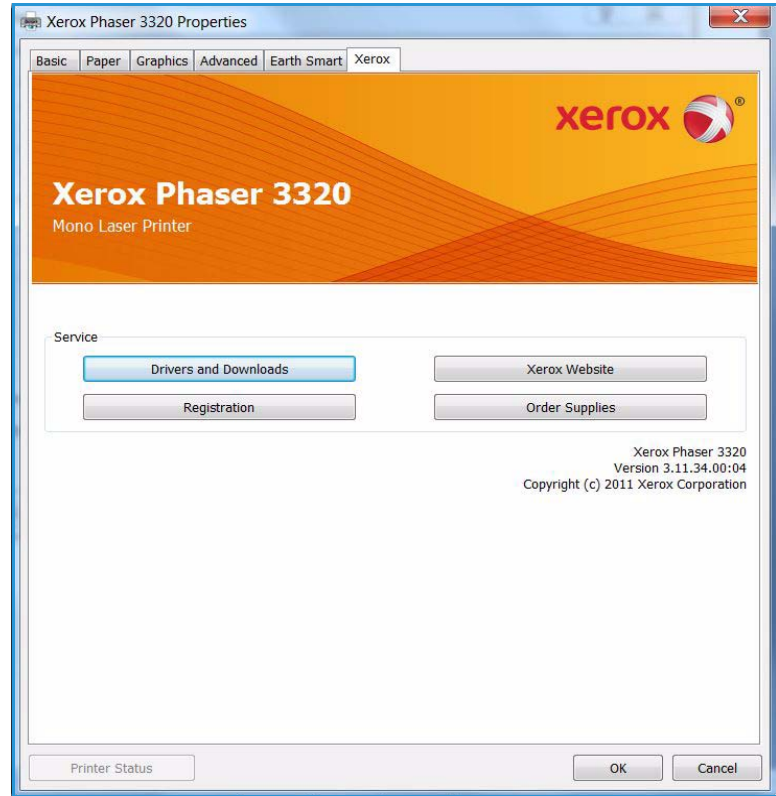 Xerox Phaser 3320 Properties
X
Basic Paper Graphics Advanced Earth Smart Xerox
xerox ®
Xerox Phaser 3320
Mono Laser Printer
Service
Drivers and Downloads Xerox Website
Registration Order Supplies
Xerox Phaser 3320
Version 3.11.34.00:04
Copyright (c) 2011 Xerox Corporation
Printer Status OK Cancel